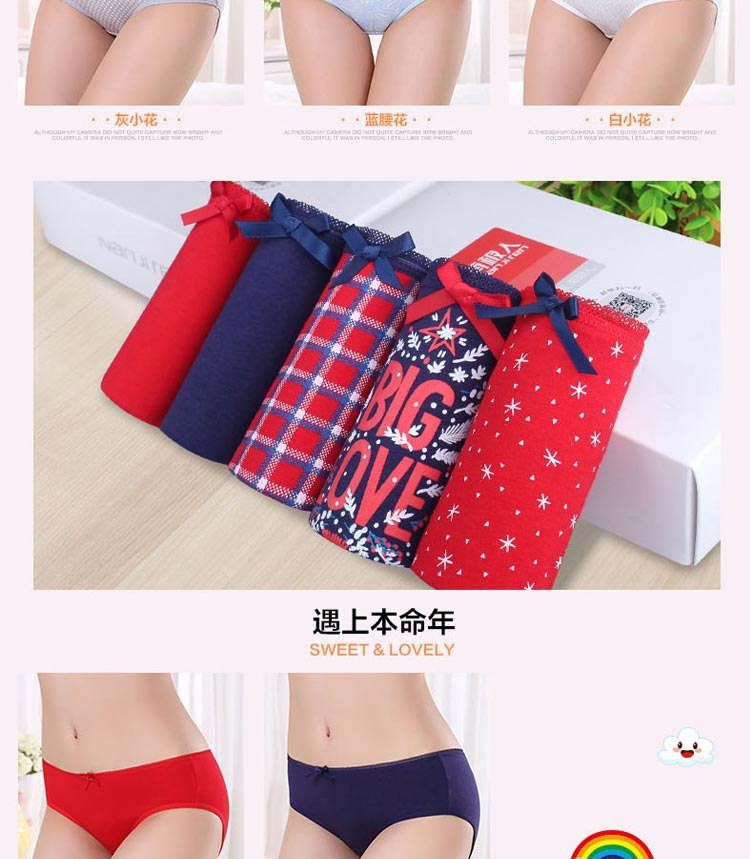 ··灰小花·· ··蓝腰花·· ··白小花··
ALTHOUGH MY CAMERA DO NOT QUITE CAPTURE HOW BRIGHT AND ALTHOUGH MY CAMERA DO NOT QUITE CAPTURE HOW BRIGHT AND ALTHOUGH MY CAMERA DO NOT QUITE CAPTURE HOW BRIGHT AND
COLORFUL, IT WAS IN PERSON, I STILL LIKE THE PHOTO. COLORFUL, IT WAS IN PERSON, I STILL LIKE THE PHOTO. COLORFUL, IT WAS IN PERSON, I STILL LIKE THE PHOTO.
极人
BIG
OVE
遇上本命年
SWEET & LOVELY